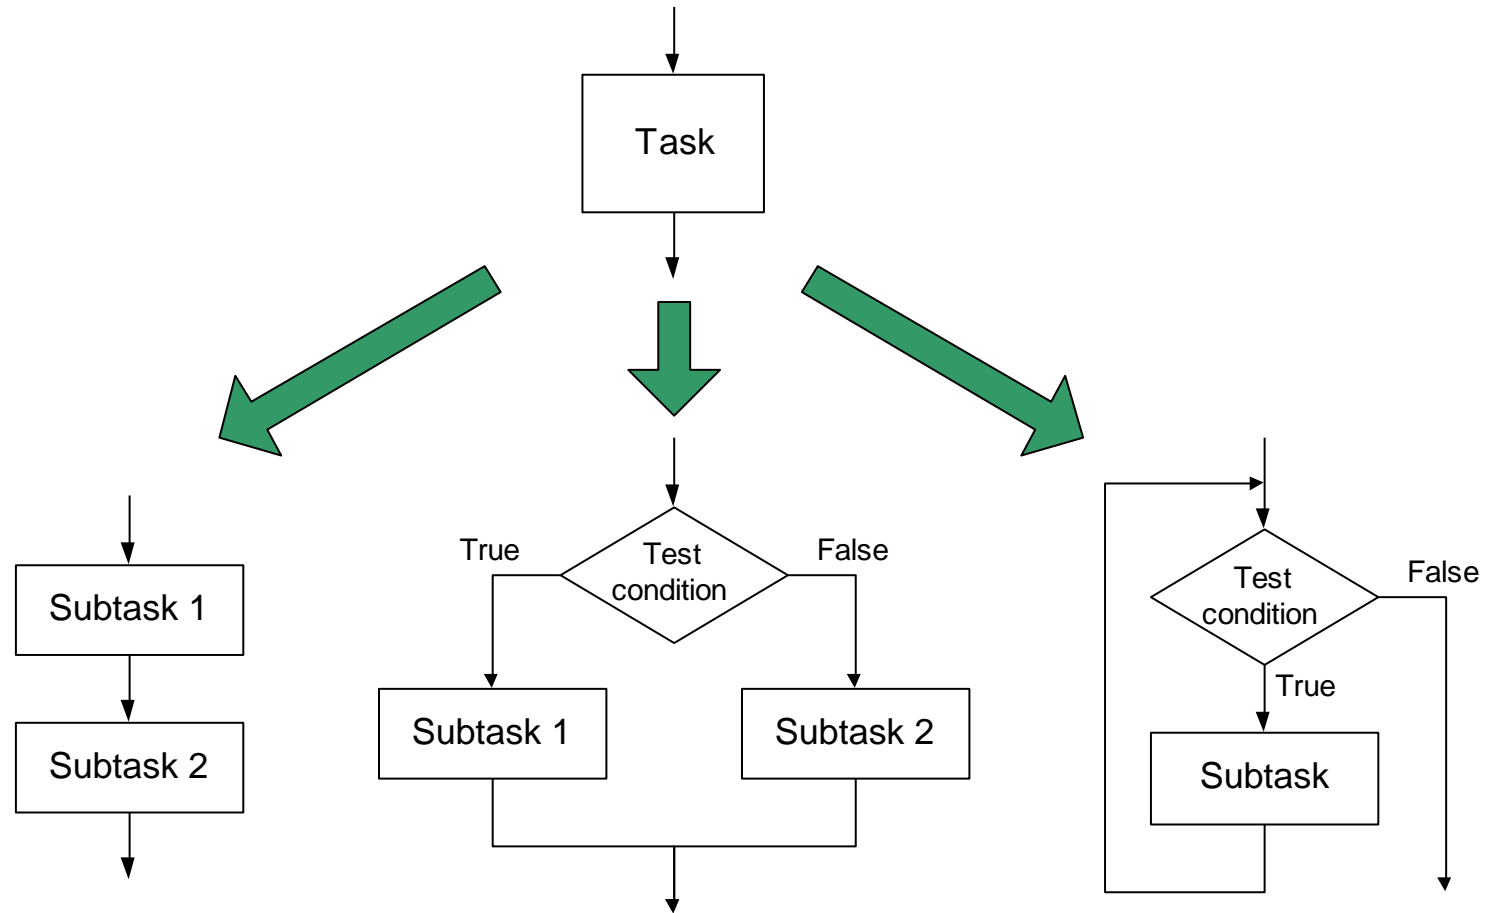 Task
Subtask 1
Subtask 2
True
Test
condition
False
Subtask 1
Subtask 2
Test
condition
False
True
Subtask